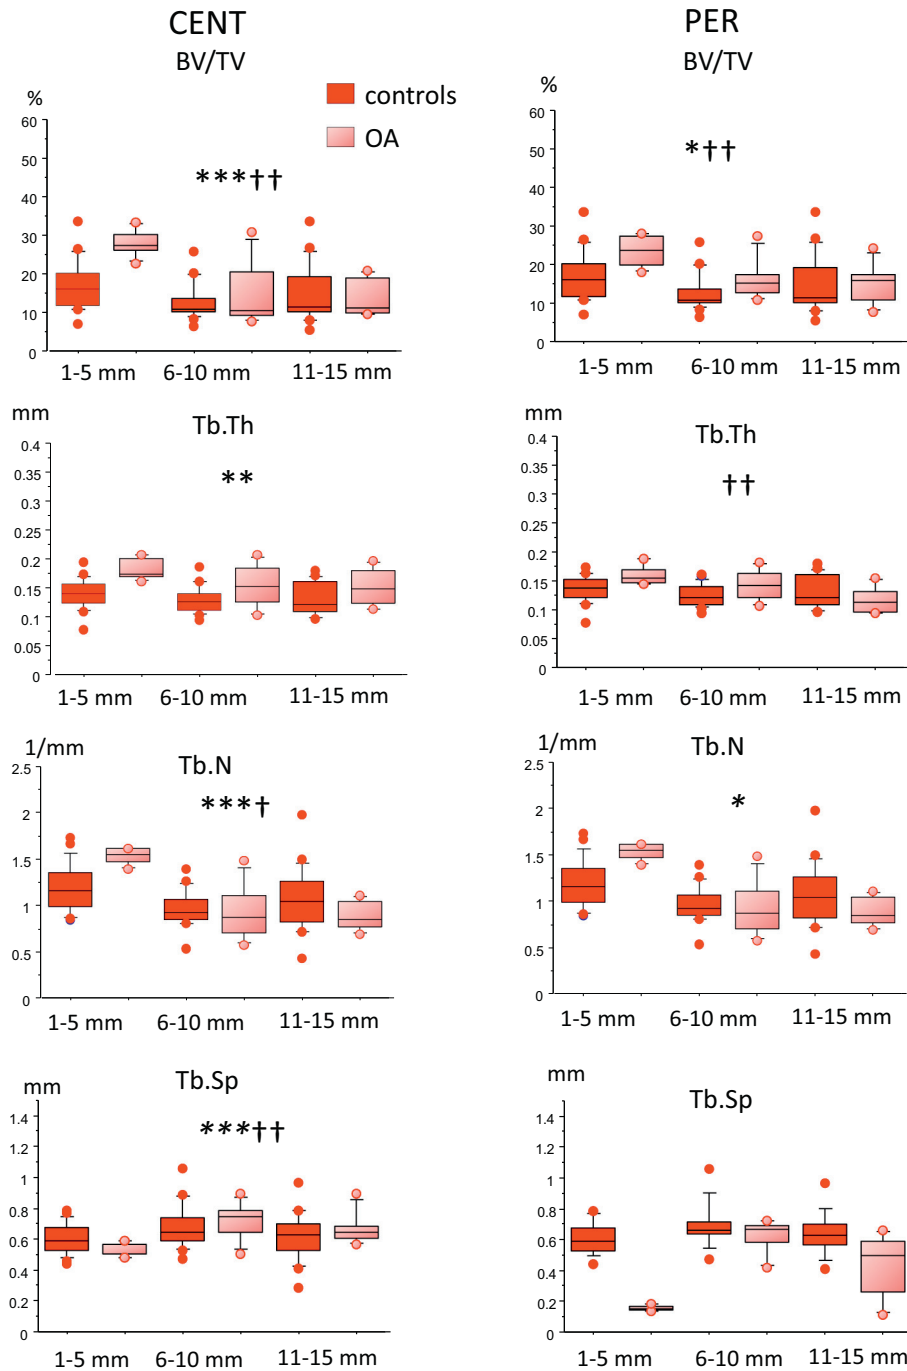 CENT
BV/TV
controls
OA
%
60
50
40
30
20
10
0
***††
1-5 mm 6-10 mm 11-15 mm
PER
BV/TV
%
60
50
40
30
20
10
0
*††
1-5 mm 6-10 mm 11-15 mm
mm
Tb.Th
0.4
0.35
0.3
0.25
0.2
0.15
0.1
0.05
0
**
1-5 mm 6-10 mm 11-15 mm
mm
Tb.Th
0.4
0.35
0.3
0.25
0.2
0.15
0.1
0.05
0
††
1-5 mm 6-10 mm 11-15 mm
1/mm
Tb.N
2.5
2
1.5
1
0.5
0
***†
1-5 mm 6-10 mm 11-15 mm
1/mm
Tb.N
2.5
2
1.5
1
0.5
0
*
1-5 mm 6-10 mm 11-15 mm
mm
Tb.Sp
1.4
1.2
1
0.8
0.6
0.4
0.2
0
***††
1-5 mm 6-10 mm 11-15 mm
mm
Tb.Sp
1.4
1.2
1
0.8
0.6
0.4
0.2
0
1-5 mm 6-10 mm 11-15 mm